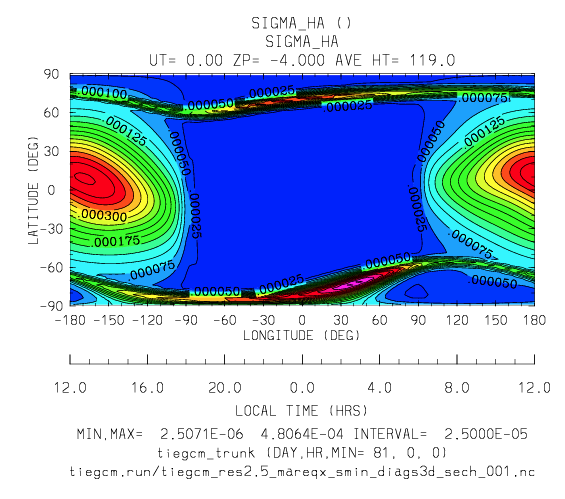 SIGMA_HA ()
SIGMA_HA
UT= 0.00 ZP= -4.000 AVE HT= 119.0
90
60
30
0
-30
-60
-90
LATITUDE (DEG)
.000100
.000050
.000025
.000025
.000075
.000125
.000050
.000050
.000125
.000025
.000025
.000300
.000175
.000075
.000075
.000050
.000050
.000025
.000050
-180 -150 -120 -90 -60 -30 0 30 60 90 120 150 180
LONGITUDE (DEG)
12.0 16.0 20.0 0.0 4.0 8.0 12.0
LOCAL TIME (HRS)
MIN,MAX= 2.5071E-06 4.8064E-04 INTERVAL= 2.5000E-05
tiegcm_trunk (DAY,HR,MIN= 81, 0, 0)
tiegcm.run/tiegcm_res2.5_mareqx_smin_diags3d_sech_001.nc